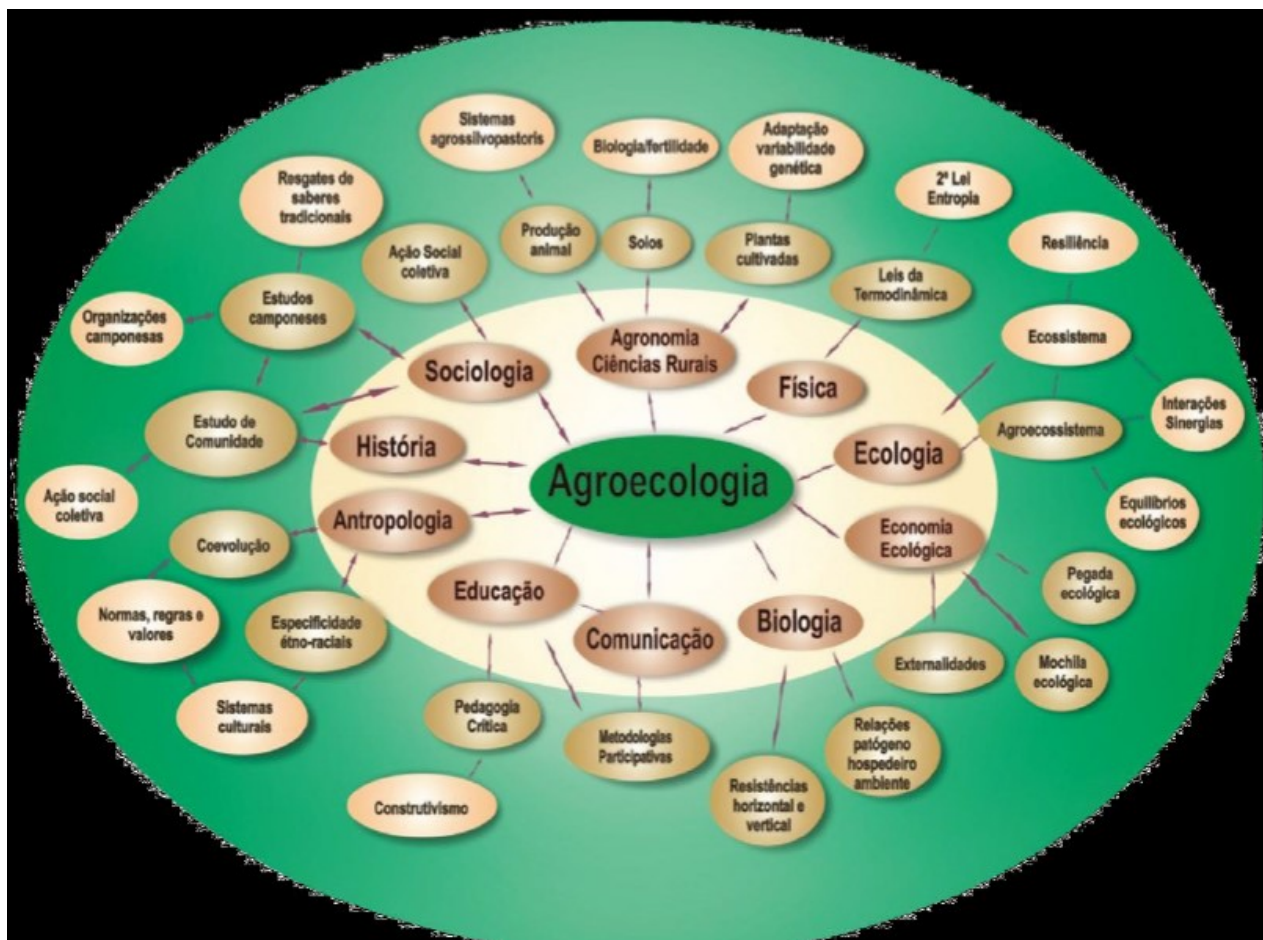 Sistemas
agrossilvopastoris
Biologia/fertilidade
Adaptação
variabilidade
genética
2ª Lei
Entropia
Resgates de
saberes
tradicionais
Ação Social
coletiva
Produção
animal
Solos
Plantas
cultivadas
Leis da
Termodinâmica
Resiliência
Organizações
camponesas
Estudos
camponeses
Sociologia
Agronomia
Ciências Rurais
Física
Ecossistema
Estudo de
Comunidade
História
Agroecologia
Ecologia
Agroecossistema
Interações
Sinergias
Ação social
coletiva
Coevolução
Antropologia
Economia
Ecológica
Equilíbrios
ecológicos
Normas, regras e
valores
Especificidade
étno-raciais
Educação
Comunicação
Biologia
Pegada
ecológica
Externalidades
Mochila
ecológica
Sistemas
culturais
Pedagogia
Crítica
Metodologias
Participativas
Relações
patógeno
hospedeiro
ambiente
Construtivismo
Resistências
horizontal e
vertical